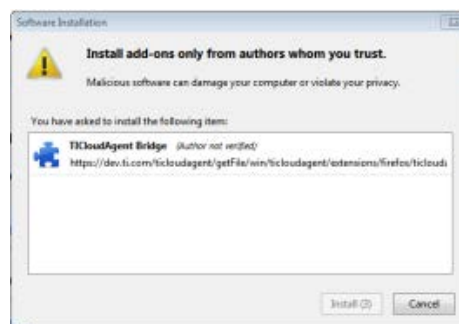 Software Installation
Install add-ons only from authors whom you trust.
Malicious software can damage your computer or violate your privacy.
You have asked to install the following item:
TICloudAgent Bridge (Author not verified)
https://dev.ti.com/ticloudagent/getFile/win/ticloudagent/extensions/firefox/ticloud
Install (3)
Cancel